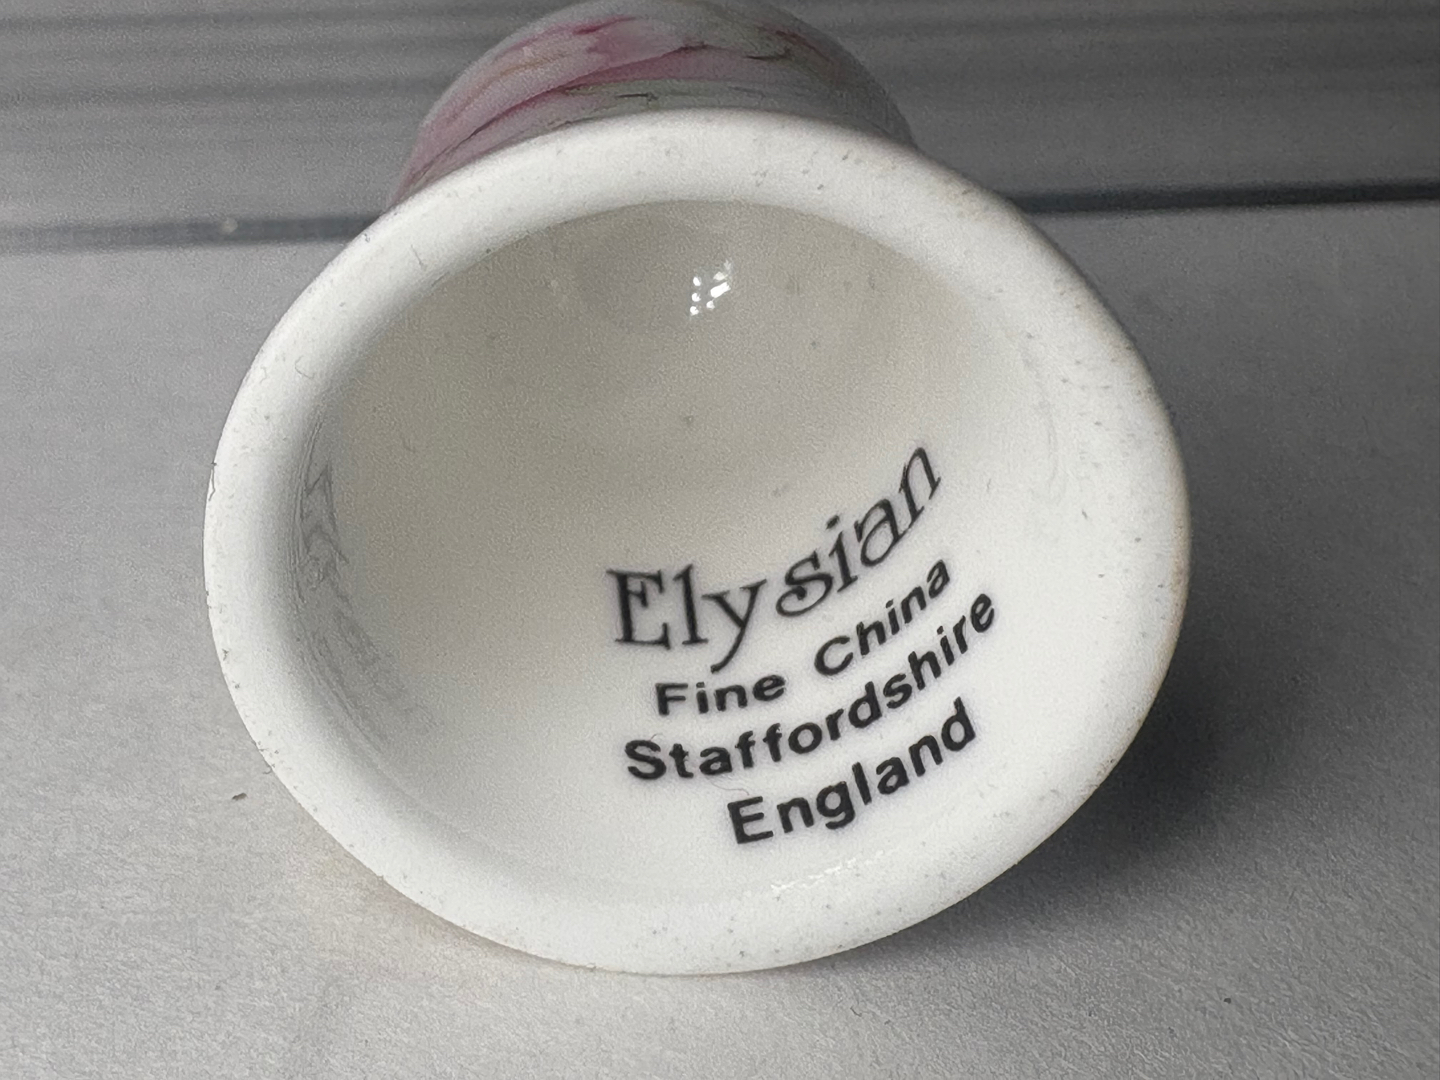 Elysian
Fine China
Staffordshire
England